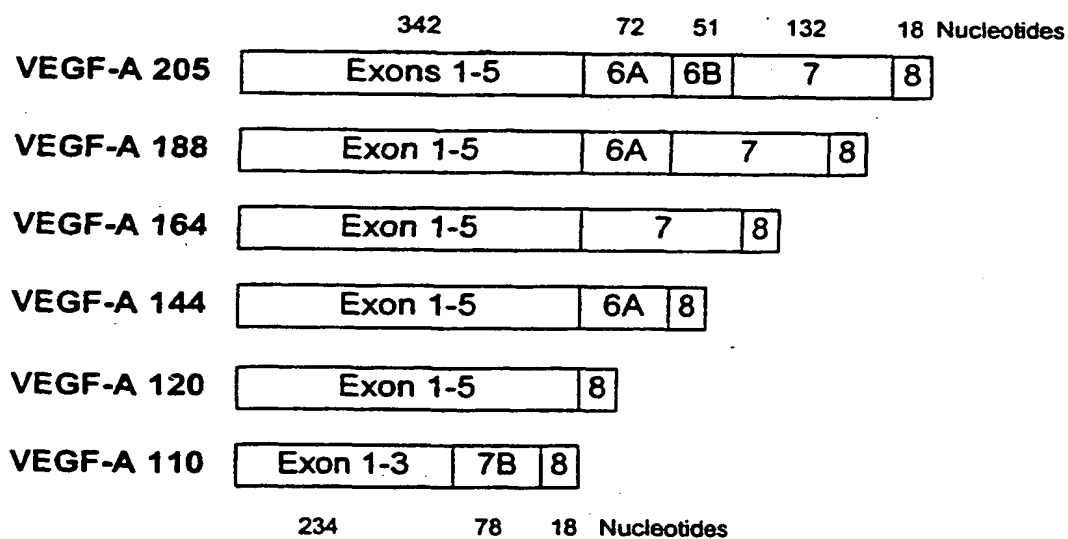 342 72 51 132 18 Nucleotides
VEGF-A 205 Exons 1-5 6A 6B 7 8
VEGF-A 188 Exon 1-5 6A 7 8
VEGF-A 164 Exon 1-5 7 8
VEGF-A 144 Exon 1-5 6A 8
VEGF-A 120 Exon 1-5 8
VEGF-A 110 Exon 1-3 7B 8
234 78 18 Nucleotides